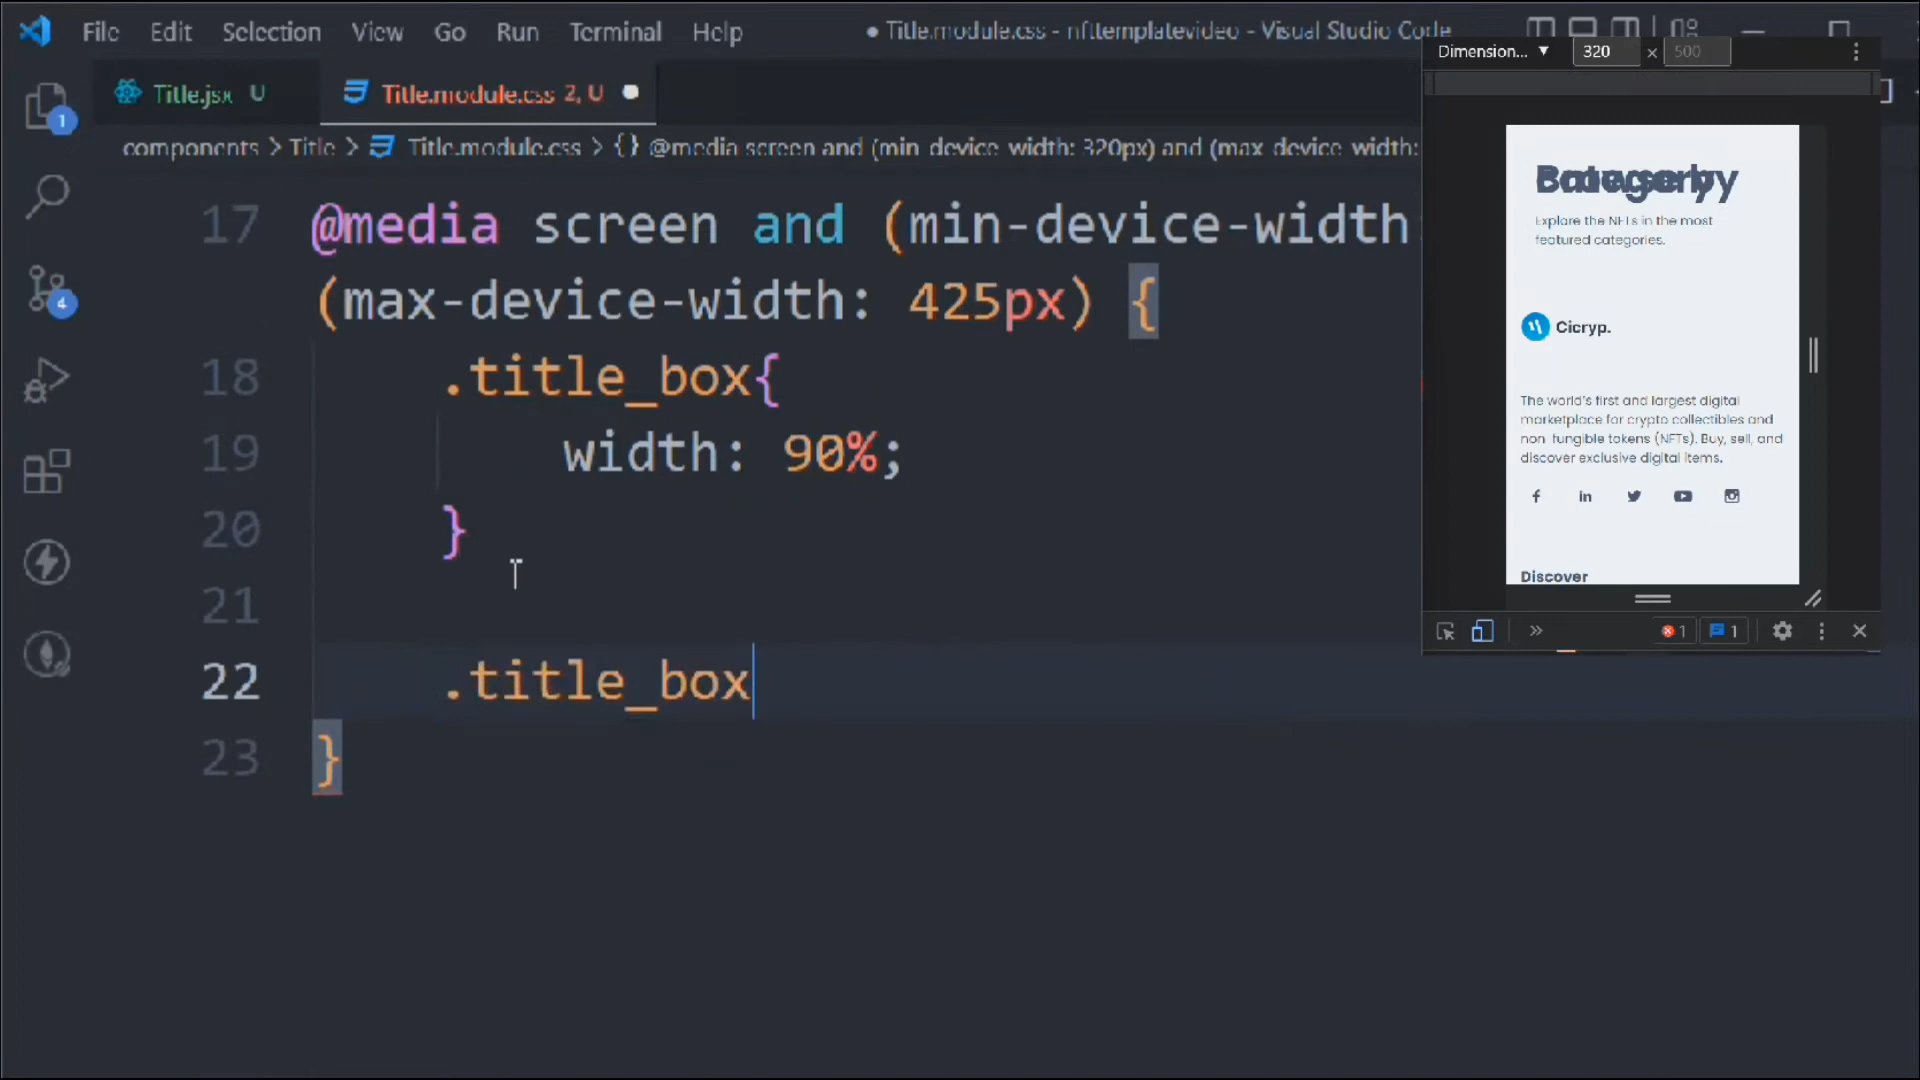 File Edit Selection View Go Run Terminal Help
● Title.module.css - nfttemplatevideo - Visual Studio Code
Title.jsx U
Title.module.css 2, U
components > Title > Title.module.css > {} @media screen and (min-device-width: 320px) and (max-device-width:
17 @media screen and (min-device-width:
(max-device-width: 425px) {
18 .title_box{
19 width: 90%;
20 }
21
22 .title_box
23 }
1
4
Dimension... 320 × 500
Explore the NFTs in the most
featured categories.
Cicryp.
The world's first and largest digital
marketplace for crypto collectibles and
non-fungible tokens (NFTs). Buy, sell, and
discover exclusive digital items.
Discover
1 1